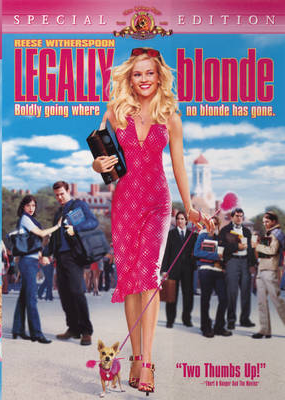 SPECIAL EDITION
REESE WITHERSPOON
LEGALLY blonde
Boldly going where no blonde has gone.
"Two Thumbs Up!"